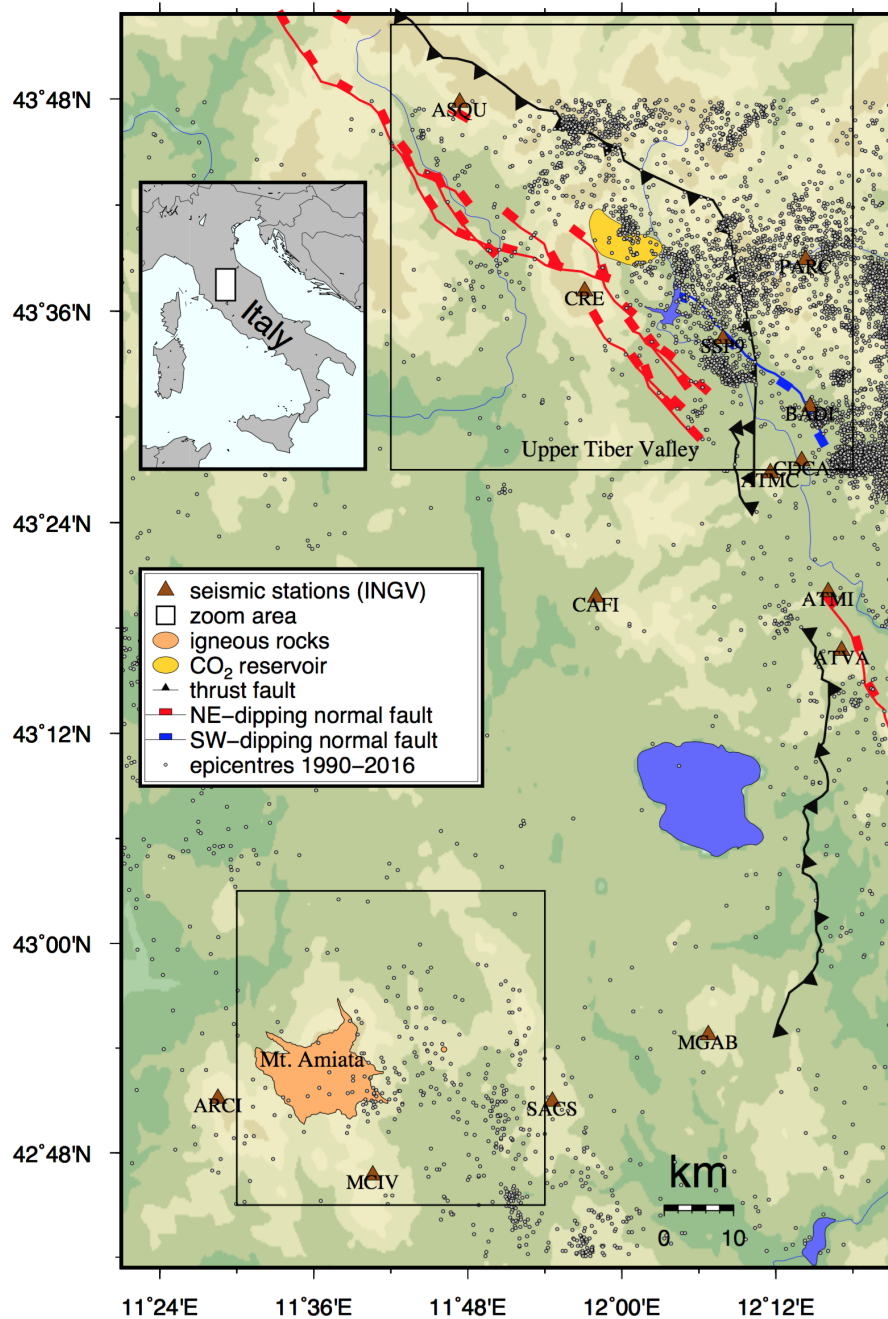 43°48'N
ASQU
PARC
43°36'N
CRE
Italy
SSP9
BADI
Upper Tiber Valley
CDCA
ATMC
43°24'N
seismic stations (INGV)
zoom area
igneous rocks
CO₂ reservoir
thrust fault
NE-dipping normal fault
SW-dipping normal fault
epicentres 1990-2016
CAFI
ATMI
ATVA
43°12'N
43°00'N
Mt. Amiata
MGAB
ARCI
SACS
42°48'N
MCIV
km
0 10
11°24'E 11°36'E 11°48'E 12°00'E 12°12'E